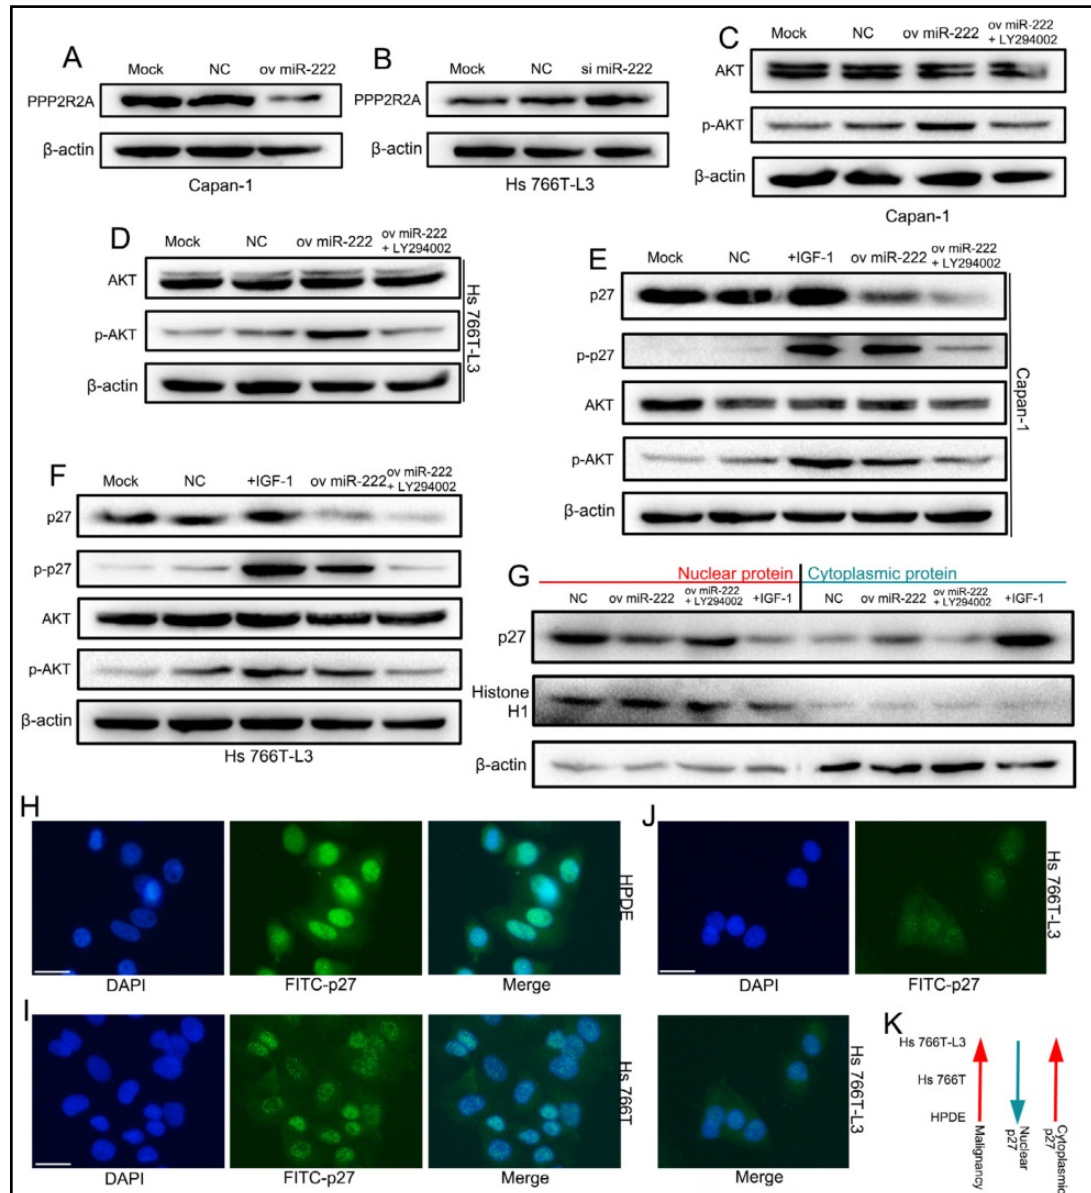 A
Mock NC ov miR-222
PPP2R2A
β-actin
Capan-1
B
Mock NC si miR-222
PPP2R2A
β-actin
Hs 766T-L3
C
Mock NC ov miR-222 ov miR-222
+ LY294002
AKT
p-AKT
β-actin
Capan-1
D
Mock NC ov miR-222 ov miR-222
+ LY294002
AKT
p-AKT
β-actin
Hs 766T-L3
E
Mock NC +IGF-1 ov miR-222 ov miR-222
+ LY294002
p27
p-p27
AKT
p-AKT
β-actin
Capan-1
F
Mock NC +IGF-1 ov miR-222 ov miR-222
+ LY294002
p27
p-p27
AKT
p-AKT
β-actin
Hs 766T-L3
G
Nuclear protein Cytoplasmic protein
NC ov miR-222 ov miR-222
+ LY294002 +IGF-1 NC ov miR-222 ov miR-222
+ LY294002 +IGF-1
p27
Histone
H1
β-actin
H
HPDE
DAPI FITC-p27 Merge
J
Hs 766T-L3
DAPI FITC-p27
I
Hs 766T
DAPI FITC-p27 Merge
Hs 766T-L3
Merge
K
Hs 766T-L3
Hs 766T
HPDE
Malignancy
Nuclear
p27
Cytoplasmic
p27